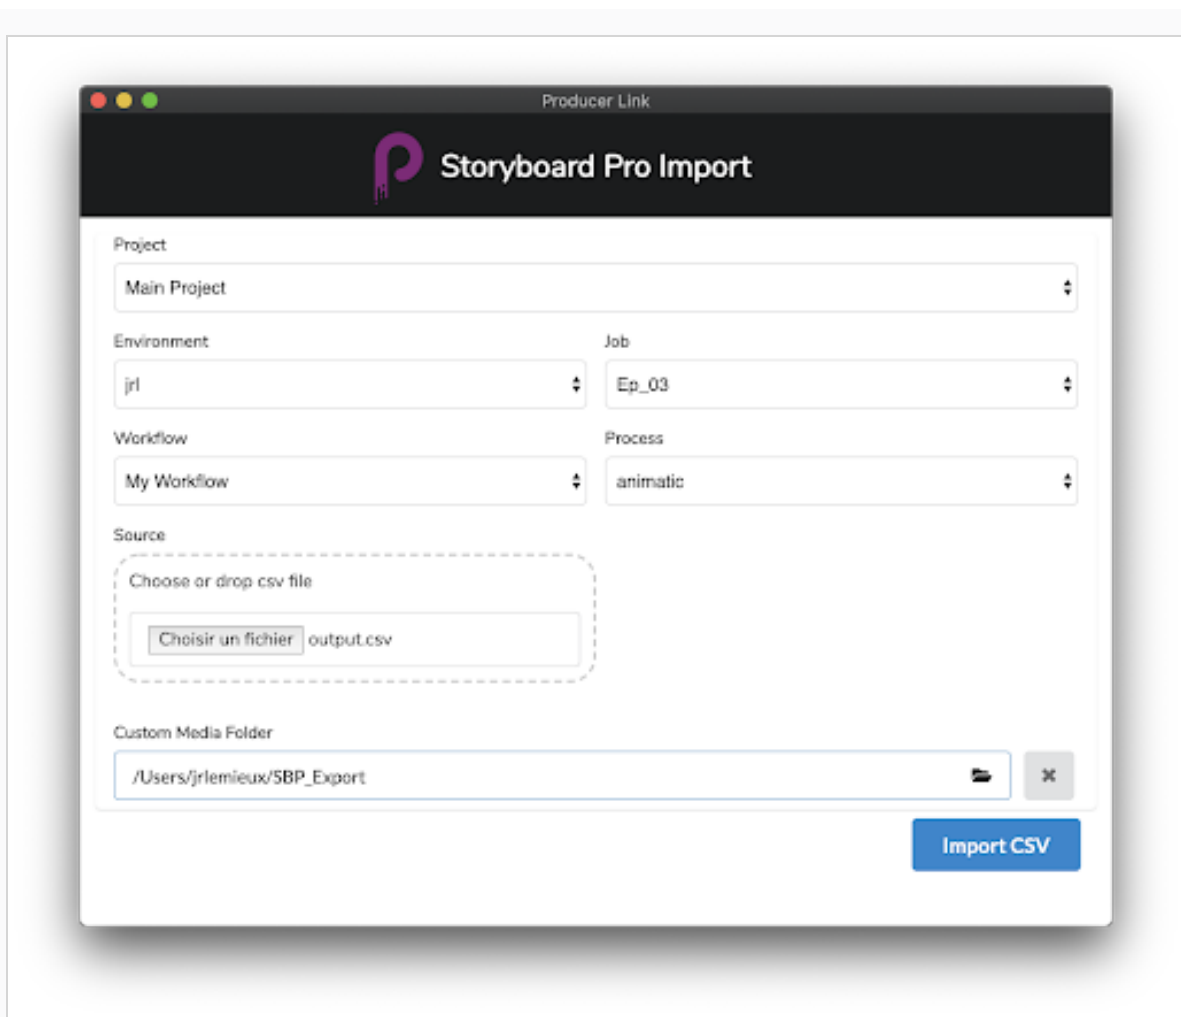 Producer Link
Storyboard Pro Import
Project
Main Project
Environment
Job
jrl
Ep_03
Workflow
Process
My Workflow
animatic
Source
Choose or drop csv file
Choisir un fichier output.csv
Custom Media Folder
/Users/jrlemieux/SBP_Export
Import CSV